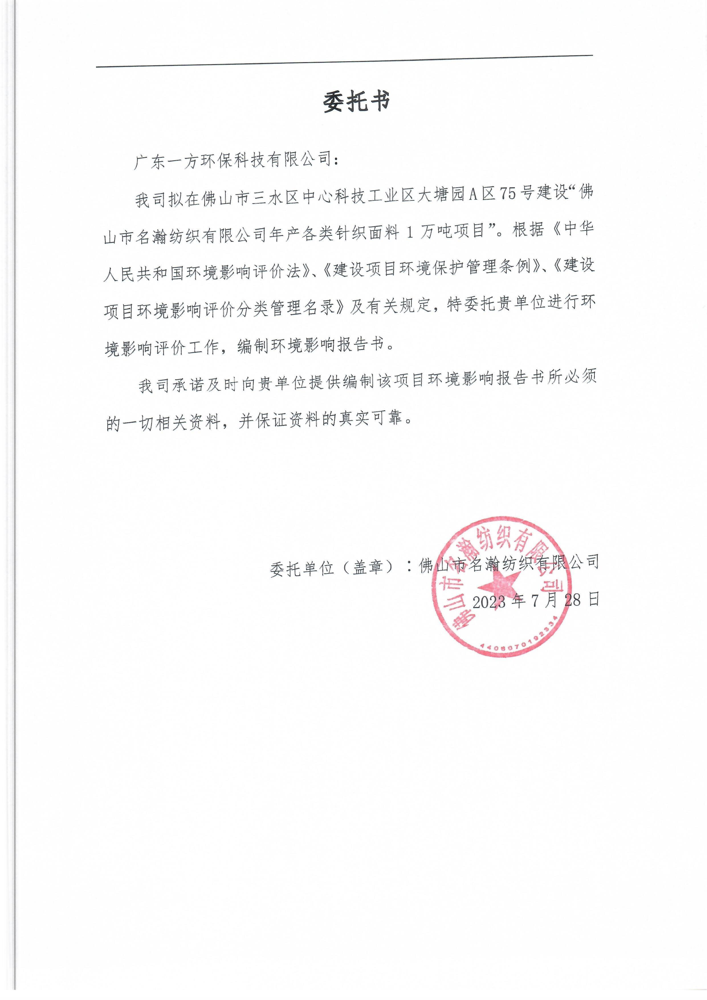 委托书
广东一方环保科技有限公司：
我司拟在佛山市三水区中心科技工业区大塘园A区75号建设“佛
山市名瀚纺织有限公司年产各类针织面料1万吨项目”。根据《中华
人民共和国环境影响评价法》、《建设项目环境保护管理条例》、《建设
项目环境影响评价分类管理名录》及有关规定，特委托贵单位进行环
境影响评价工作，编制环境影响报告书。
我司承诺及时向贵单位提供编制该项目环境影响报告书所必须
的一切相关资料，并保证资料的真实可靠。
委托单位（盖章）：佛山市名瀚纺织有限公司
2023年7月28日
佛山市名瀚纺织有限公司
4406070192334